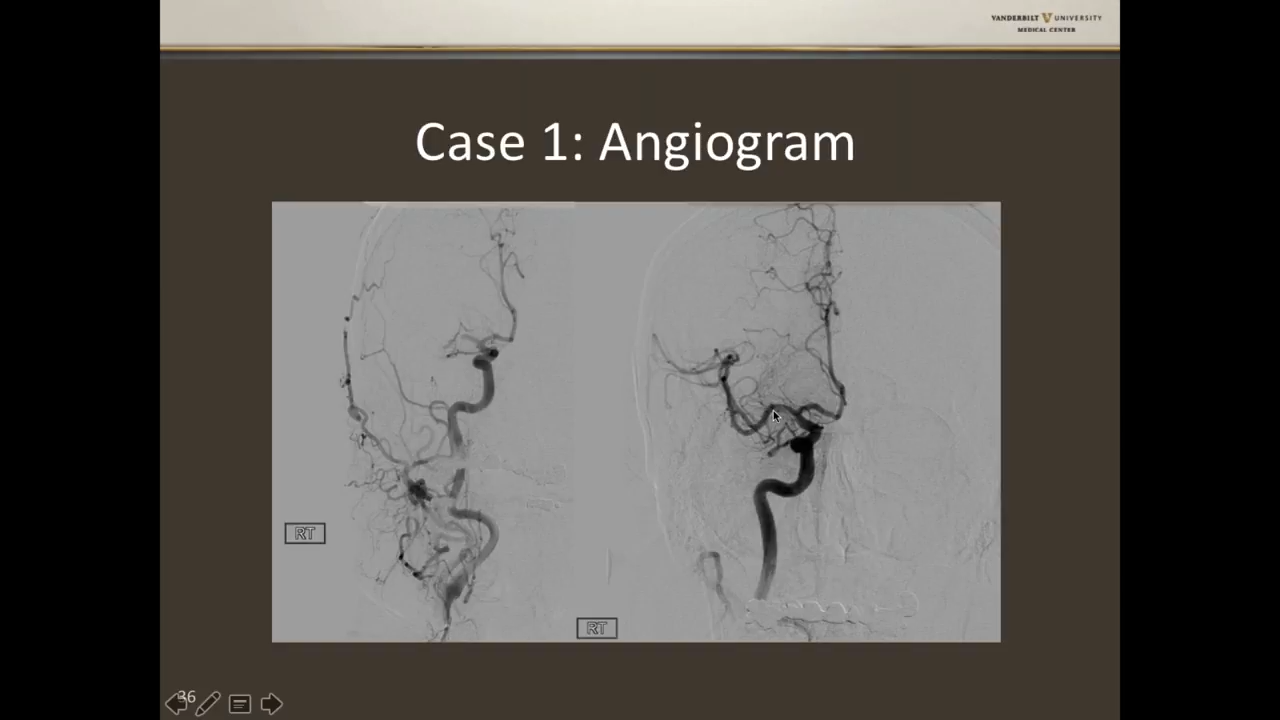 VANDERBILT UNIVERSITY
MEDICAL CENTER
Case 1: Angiogram
RT
RT
36